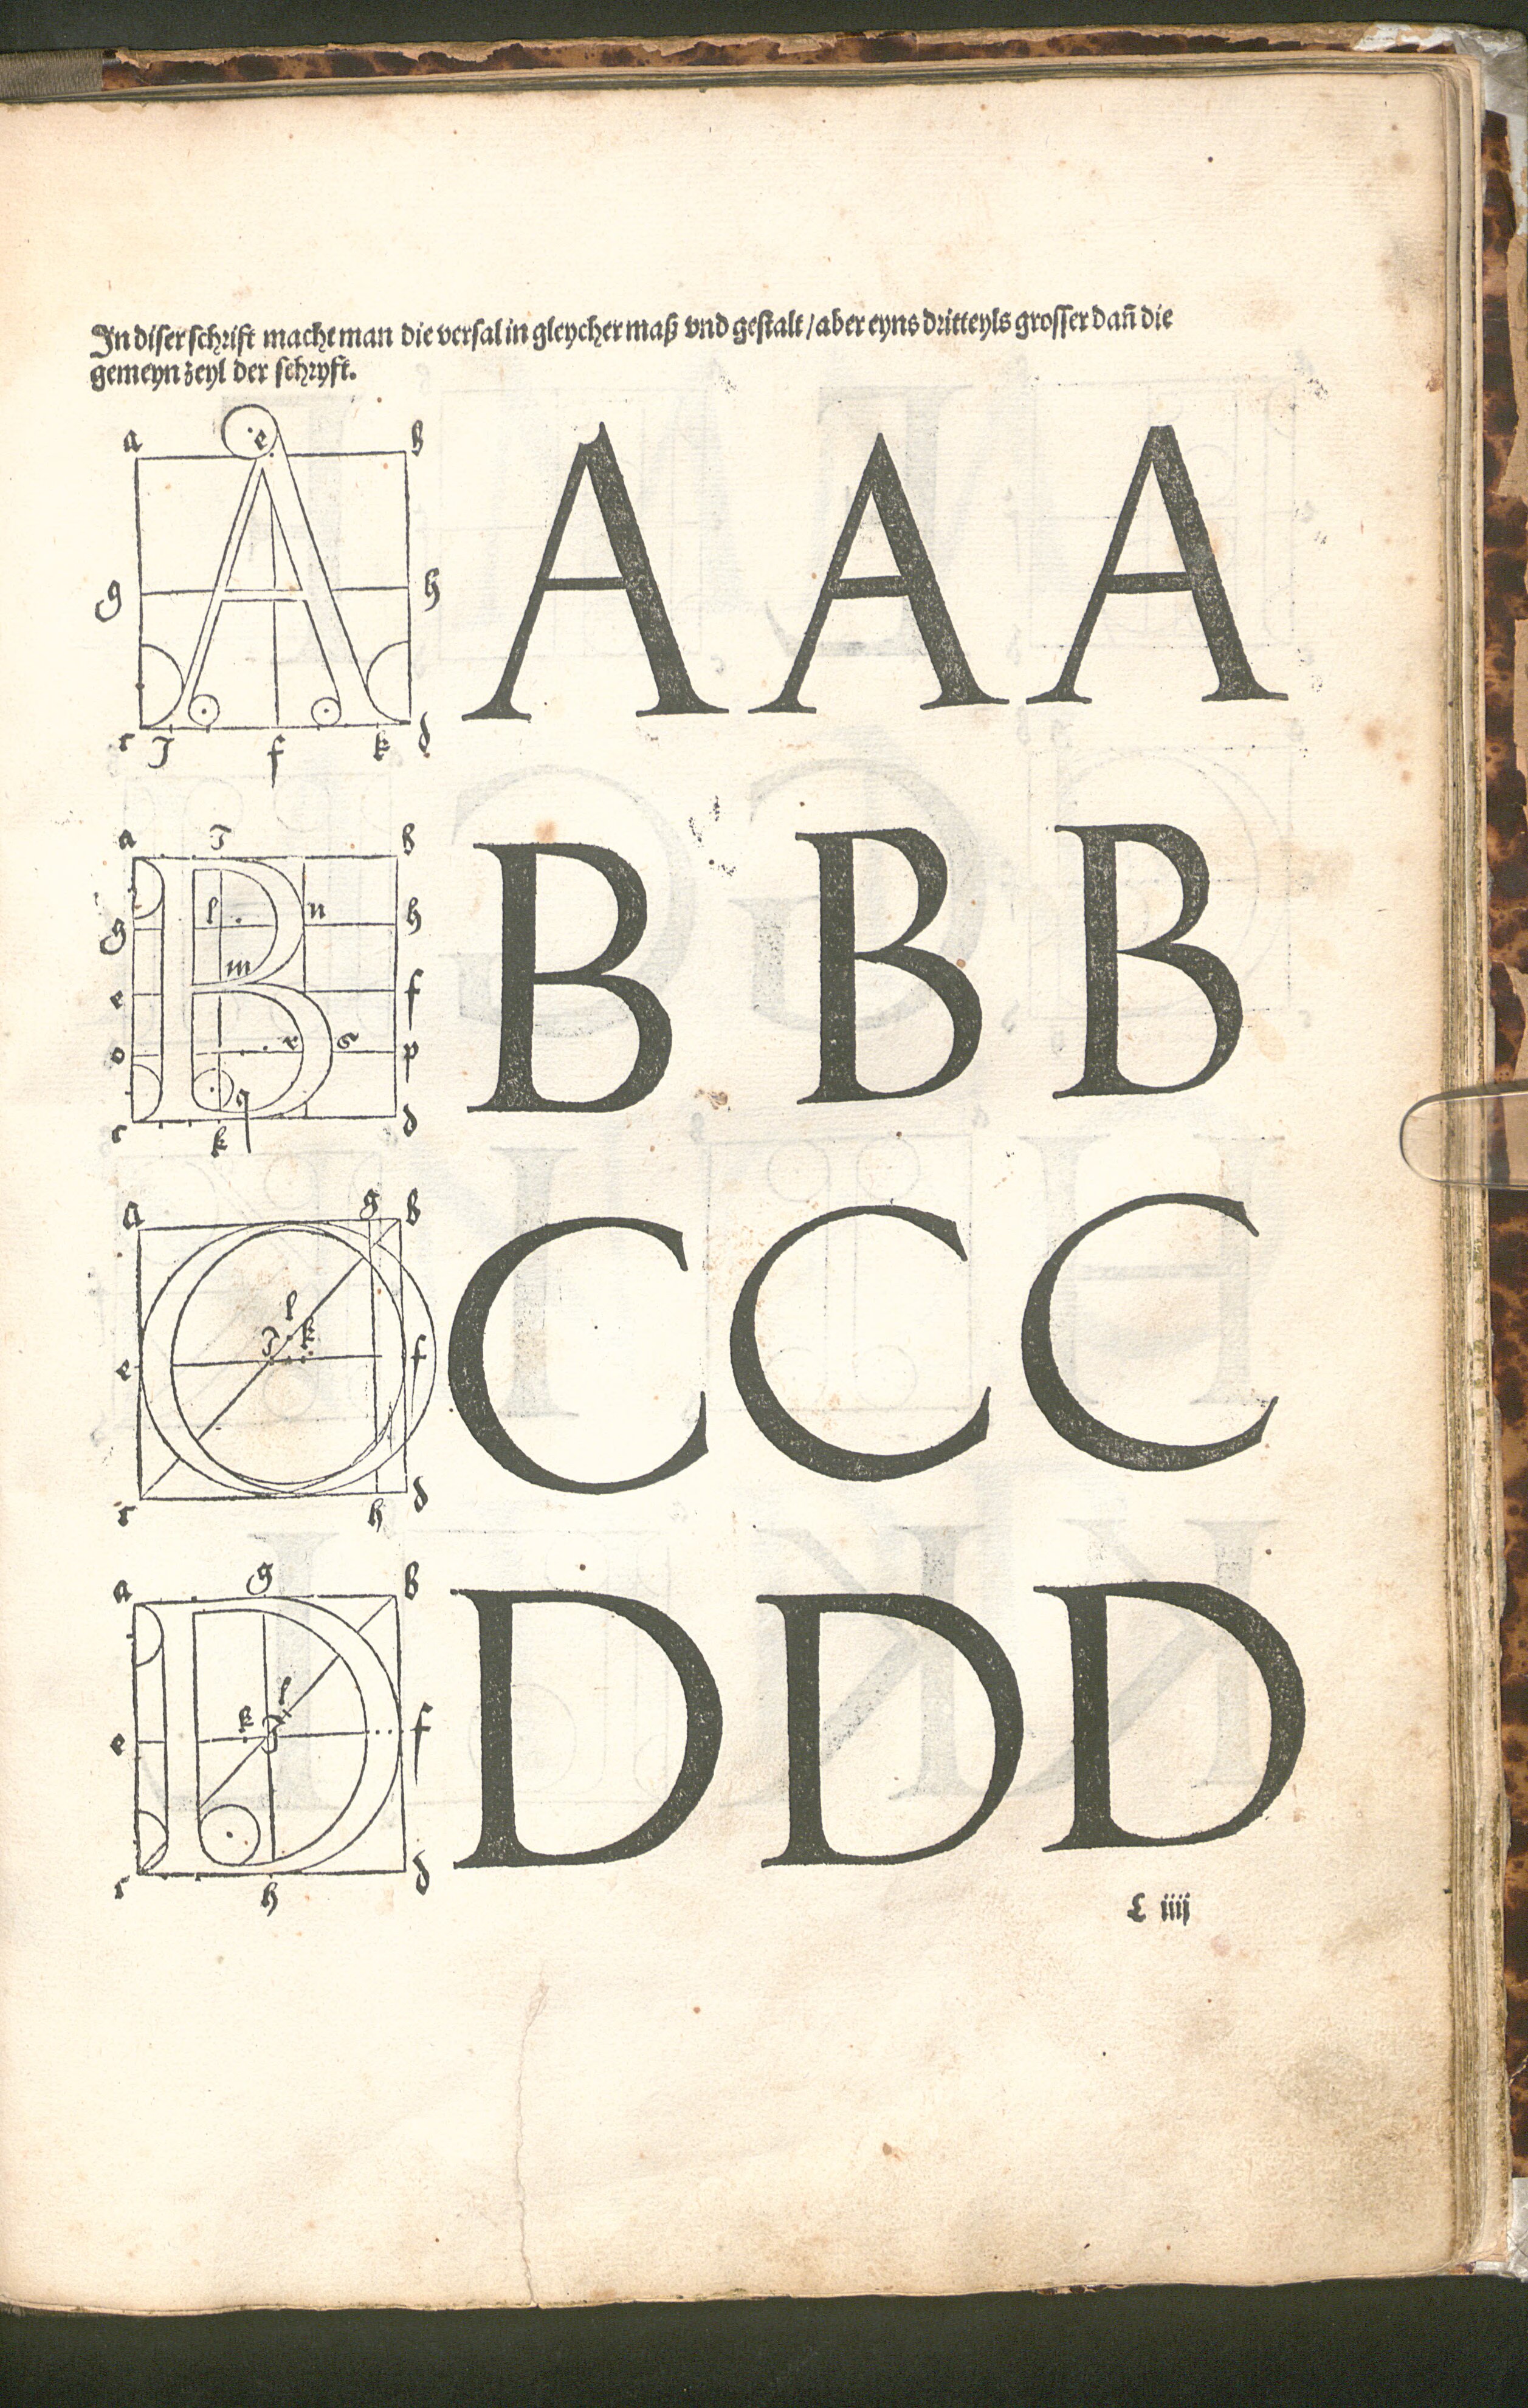 In diser schrift macht man die versal in gleycher maß vnd gestalt / aber eyns dritteyls grosser dañ die
gemeyn zeyl der schryft.
a e b
g h
c J f k d
A A A
a J b
l n
g h
m
e f
o r s p
q
c k d
B B B
a g b
l
e J k f
c h d
C C C
a g b
l
k J
e f
c h d
D D D
L iiij